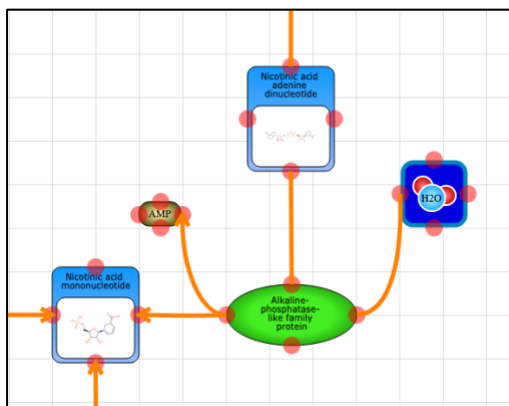 Nicotinic acid
adenine
dinucleotide
AMP
H2O
Nicotinic acid
mononucleotide
Alkaline-
phosphatase-
like family
protein